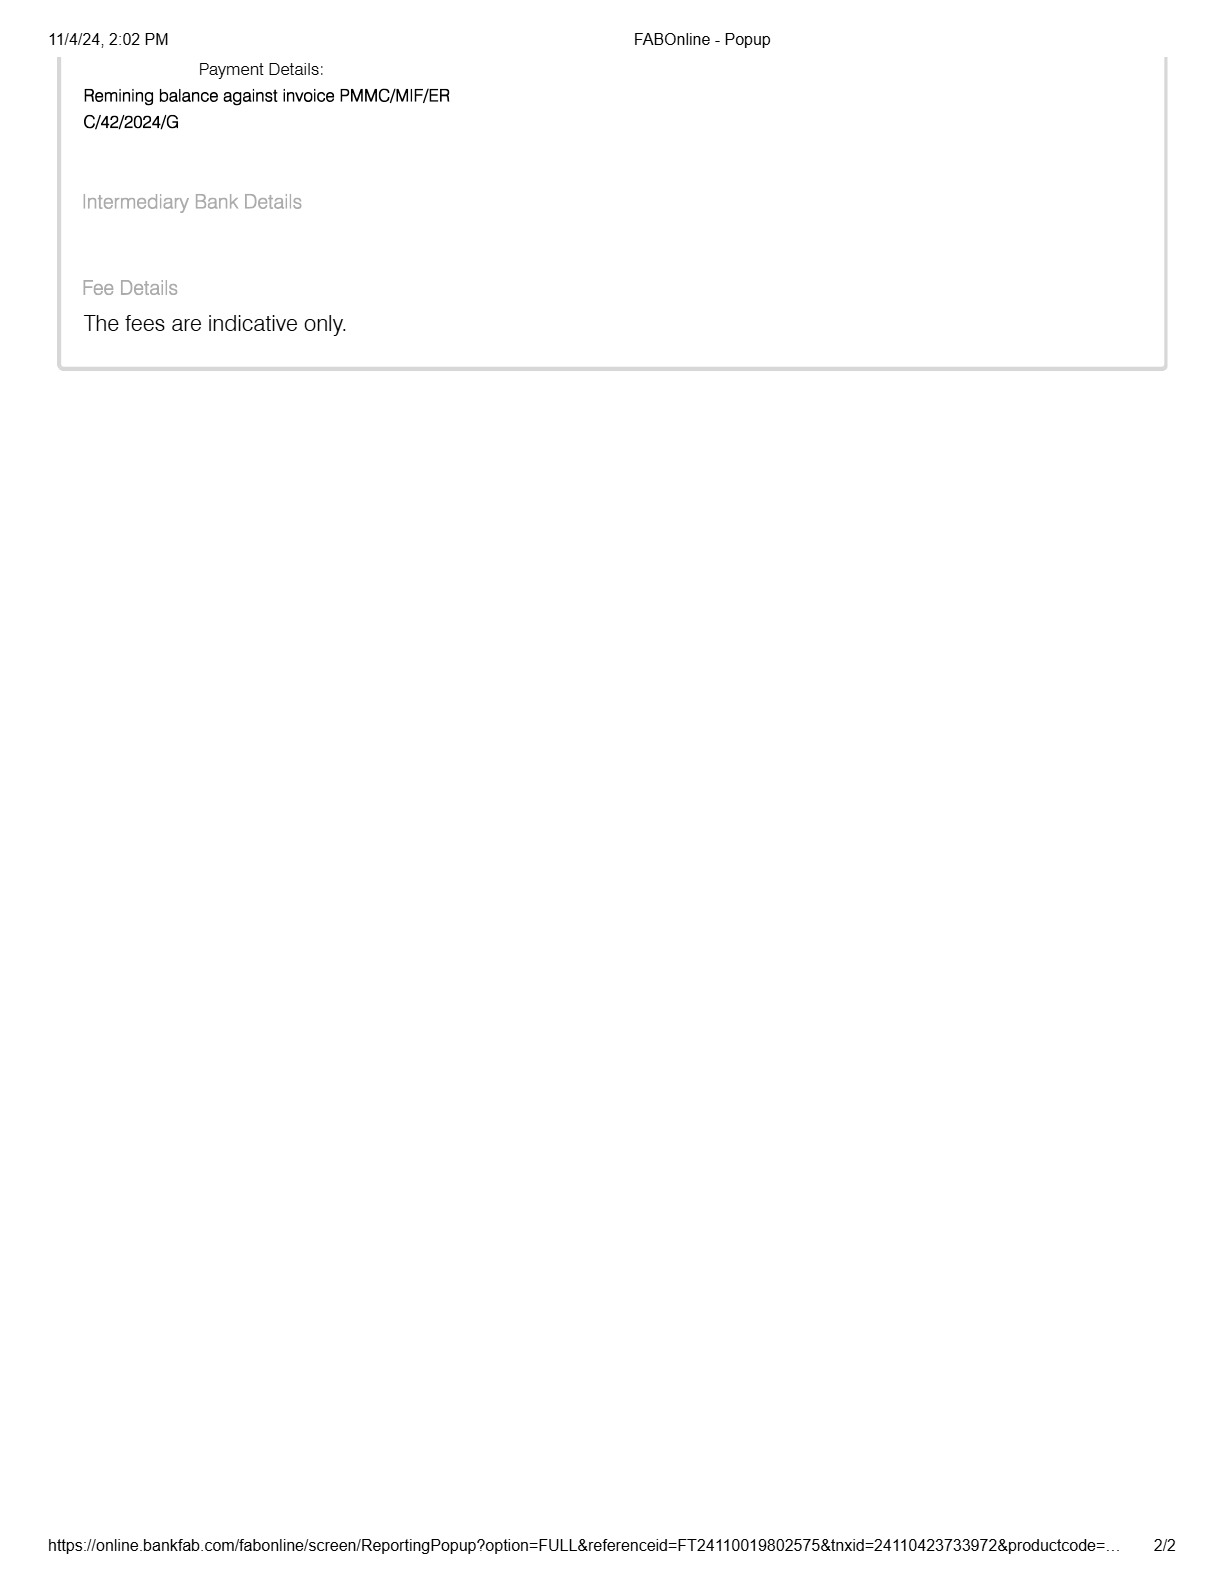 11/4/24, 2:02 PM FABOnline - Popup
Payment Details:
Remining balance against invoice PMMC/MIF/ER
C/42/2024/G
Intermediary Bank Details
Fee Details
The fees are indicative only.
https://online.bankfab.com/fabonline/screen/ReportingPopup?option=FULL&referenceid=FT24110019802575&tnxid=24110423733972&productcode=… 2/2